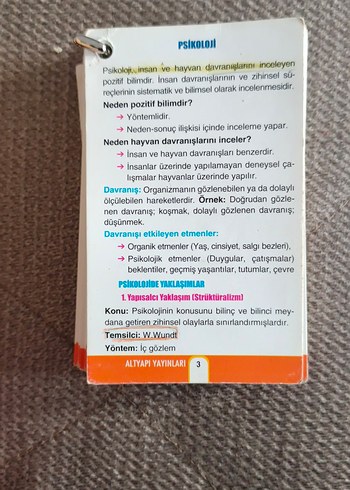 PSİKOLOJİ
Psikoloji, insan ve hayvan davranışlarını inceleyen
pozitif bilimdir. İnsan davranışlarının ve zihinsel sü-
reçlerinin sistematik ve bilimsel olarak incelenmesidir.
Neden pozitif bilimdir?
→ Yöntemlidir.
→ Neden-sonuç ilişkisi içinde inceleme yapar.
Neden hayvan davranışlarını inceler?
→ İnsan ve hayvan davranışları benzerdir.
→ İnsanlar üzerinde yapılamayan deneysel ça-
lışmalar hayvanlar üzerinde yapılır.
Davranış: Organizmanın gözlenebilen ya da dolaylı
ölçülebilen hareketlerdir. Örnek: Doğrudan gözle-
nen davranış; koşmak, dolaylı gözlenen davranış;
düşünmek.
Davranışı etkileyen etmenler:
→ Organik etmenler (Yaş, cinsiyet, salgı bezleri),
→ Psikolojik etmenler (Duygular, çatışmalar)
beklentiler, geçmiş yaşantılar, tutumlar, çevre
PSİKOLOJİDE YAKLAŞIMLAR
1. Yapısalcı Yaklaşım (Strüktüralizm)
Konu: Psikolojinin konusunu bilinç ve bilinci mey-
dana getiren zihinsel olaylarla sınırlandırmışlardır.
Temsilci: W.Wundt
Yöntem: İç gözlem
ALTYAPI YAYINLARI 3